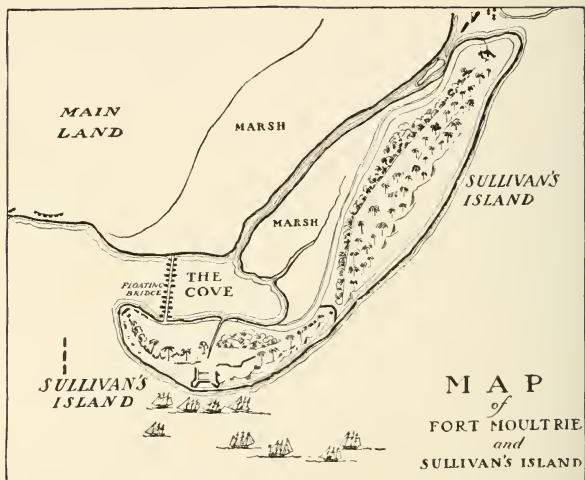 MAIN
LAND
MARSH
MARSH
SULLIVAN'S
ISLAND
FLOATING
BRIDGE
THE
COVE
SULLIVAN'S
ISLAND
MAP
of
FORT MOULTRIE
and
SULLIVAN'S ISLAND